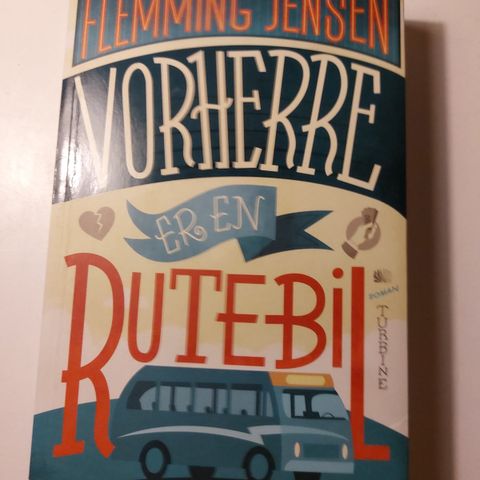 FLEMMING JENSEN
VORHERRE
ER EN
RUTEBIL
ROMAN
TURBINE